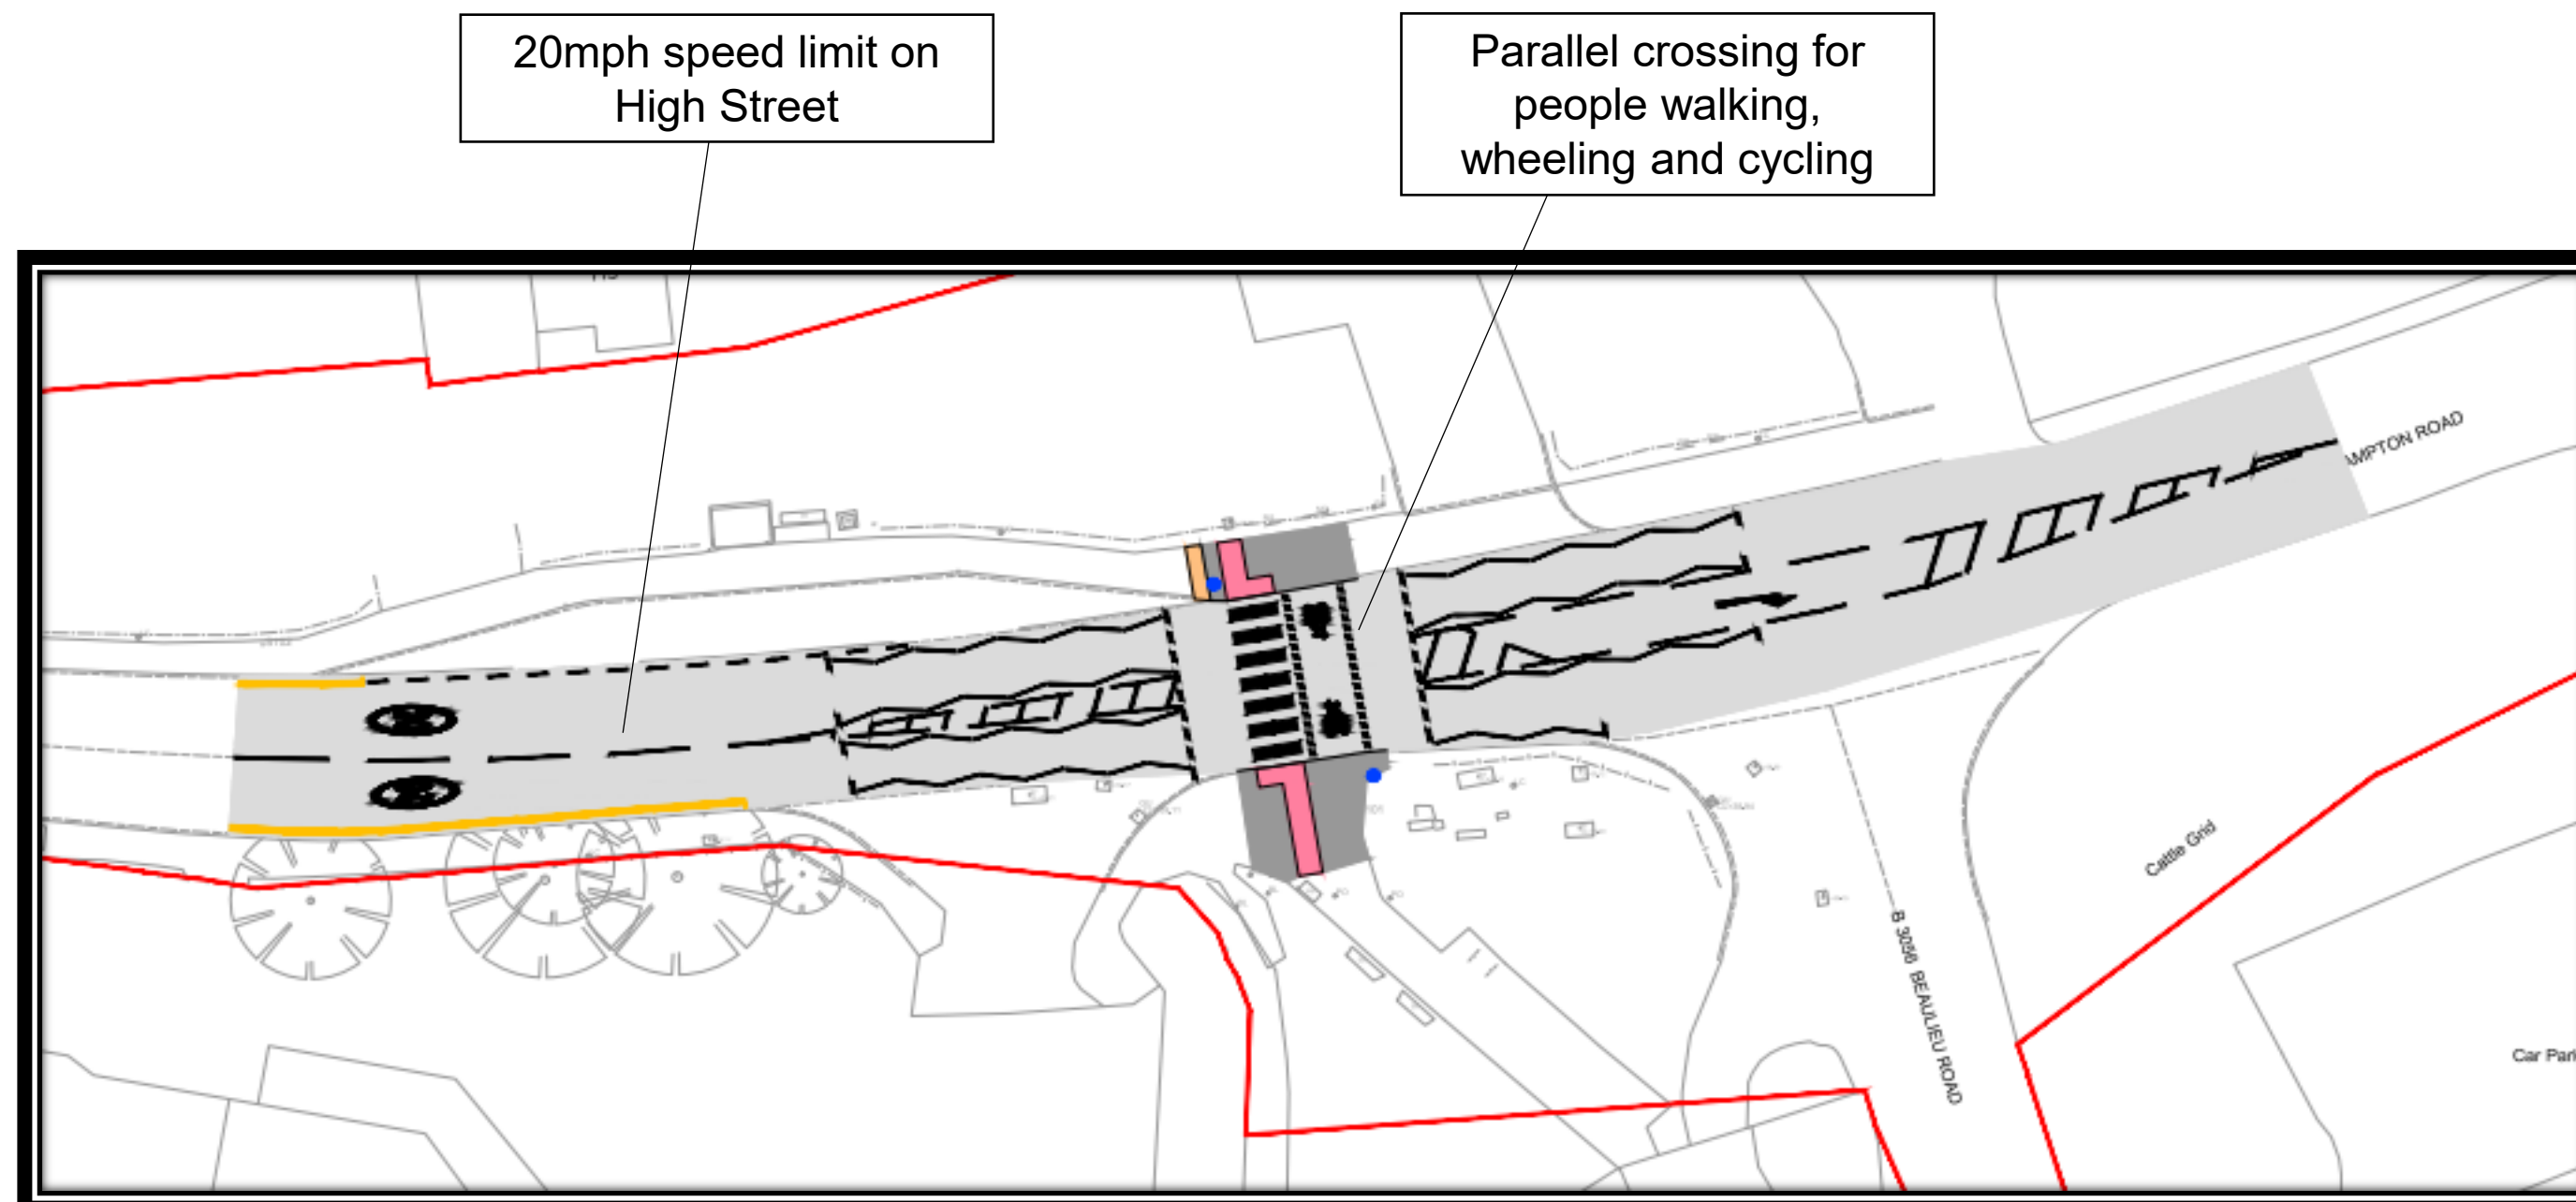 20mph speed limit on
High Street
Parallel crossing for
people walking,
wheeling and cycling
AMPTON ROAD
Cattle Grid
B 3056 BEAULIEU ROAD
Car Park